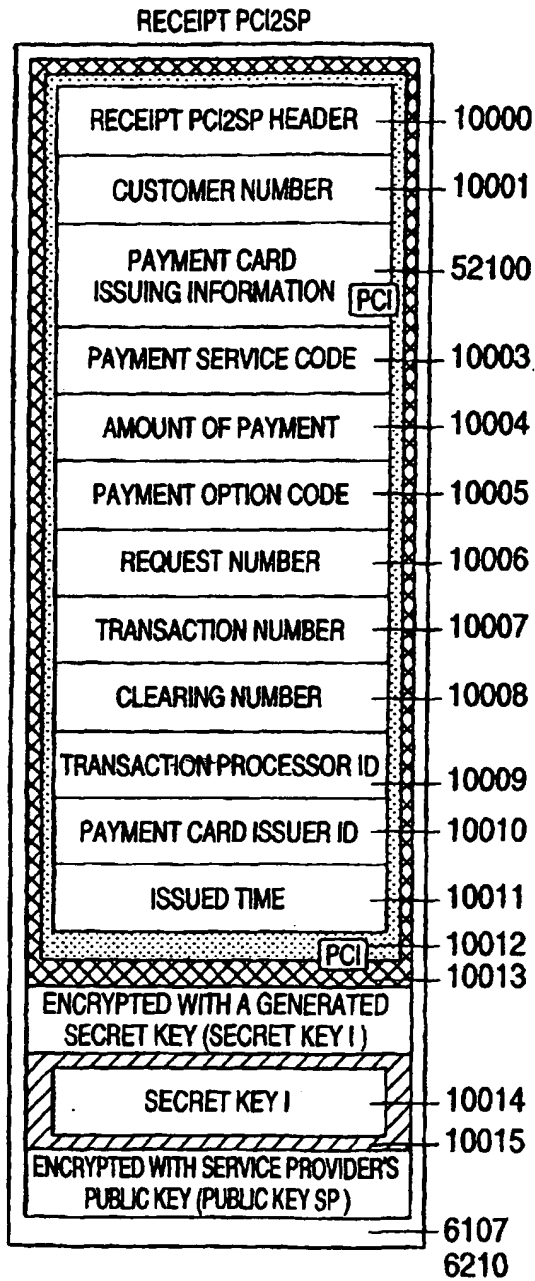 RECEIPT PCI2SP
RECEIPT PCI2SP HEADER 10000
CUSTOMER NUMBER 10001
PAYMENT CARD
ISSUING INFORMATION 52100
PCI
PAYMENT SERVICE CODE 10003
AMOUNT OF PAYMENT 10004
PAYMENT OPTION CODE 10005
REQUEST NUMBER 10006
TRANSACTION NUMBER 10007
CLEARING NUMBER 10008
TRANSACTION PROCESSOR ID 10009
PAYMENT CARD ISSUER ID 10010
ISSUED TIME 10011
PCI 10012
10013
ENCRYPTED WITH A GENERATED
SECRET KEY (SECRET KEY I)
SECRET KEY I 10014
10015
ENCRYPTED WITH SERVICE PROVIDER'S
PUBLIC KEY (PUBLIC KEY SP)
6107
6210